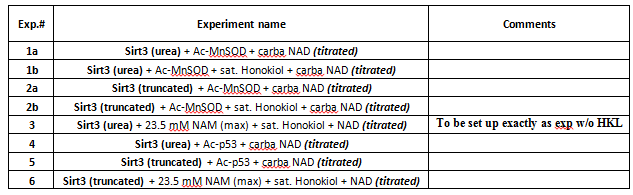 Exp.# Experiment name Comments
1a Sirt3 (urea) + Ac-MnSOD + carba NAD (titrated)
1b Sirt3 (urea) + Ac-MnSOD + sat. Honokiol + carba NAD (titrated)
2a Sirt3 (truncated) + Ac-MnSOD + carba NAD (titrated)
2b Sirt3 (truncated) + Ac-MnSOD + sat. Honokiol + carba NAD (titrated)
3 Sirt3 (urea) + 23.5 mM NAM (max) + sat. Honokiol + NAD (titrated) To be set up exactly as exp w/o HKL
4 Sirt3 (urea) + Ac-p53 + carba NAD (titrated)
5 Sirt3 (truncated) + Ac-p53 + carba NAD (titrated)
6 Sirt3 (truncated) + 23.5 mM NAM (max) + sat. Honokiol + NAD (titrated)